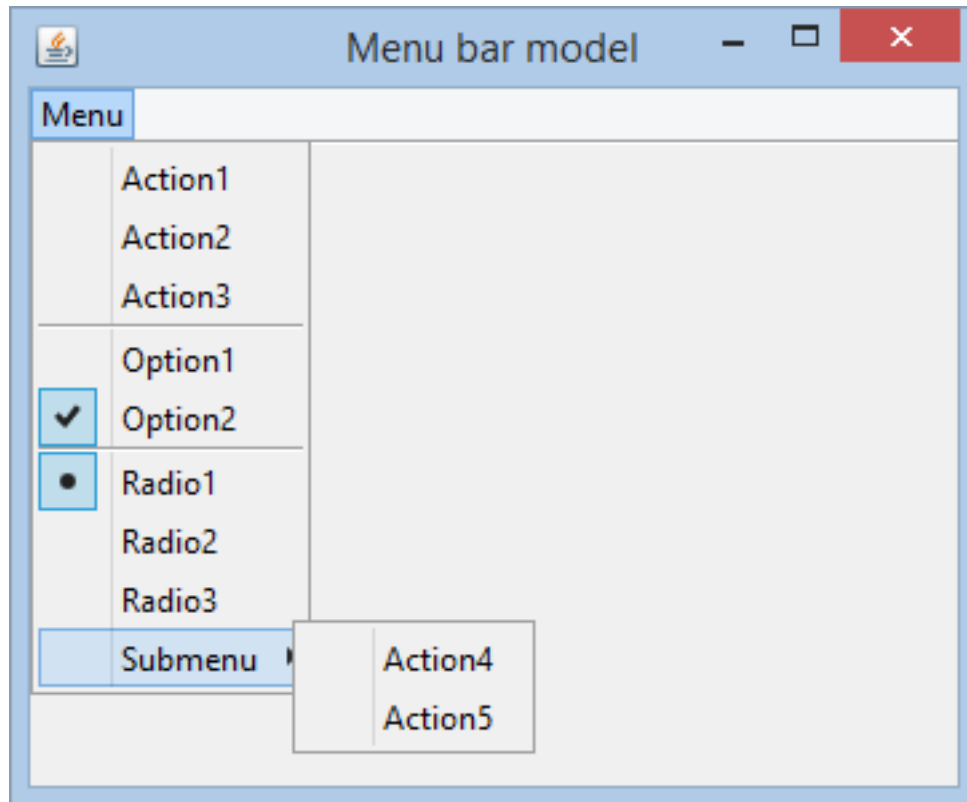 Menu bar model
Menu
Action1
Action2
Action3
Option1
Option2
Radio1
Radio2
Radio3
Submenu
Action4
Action5